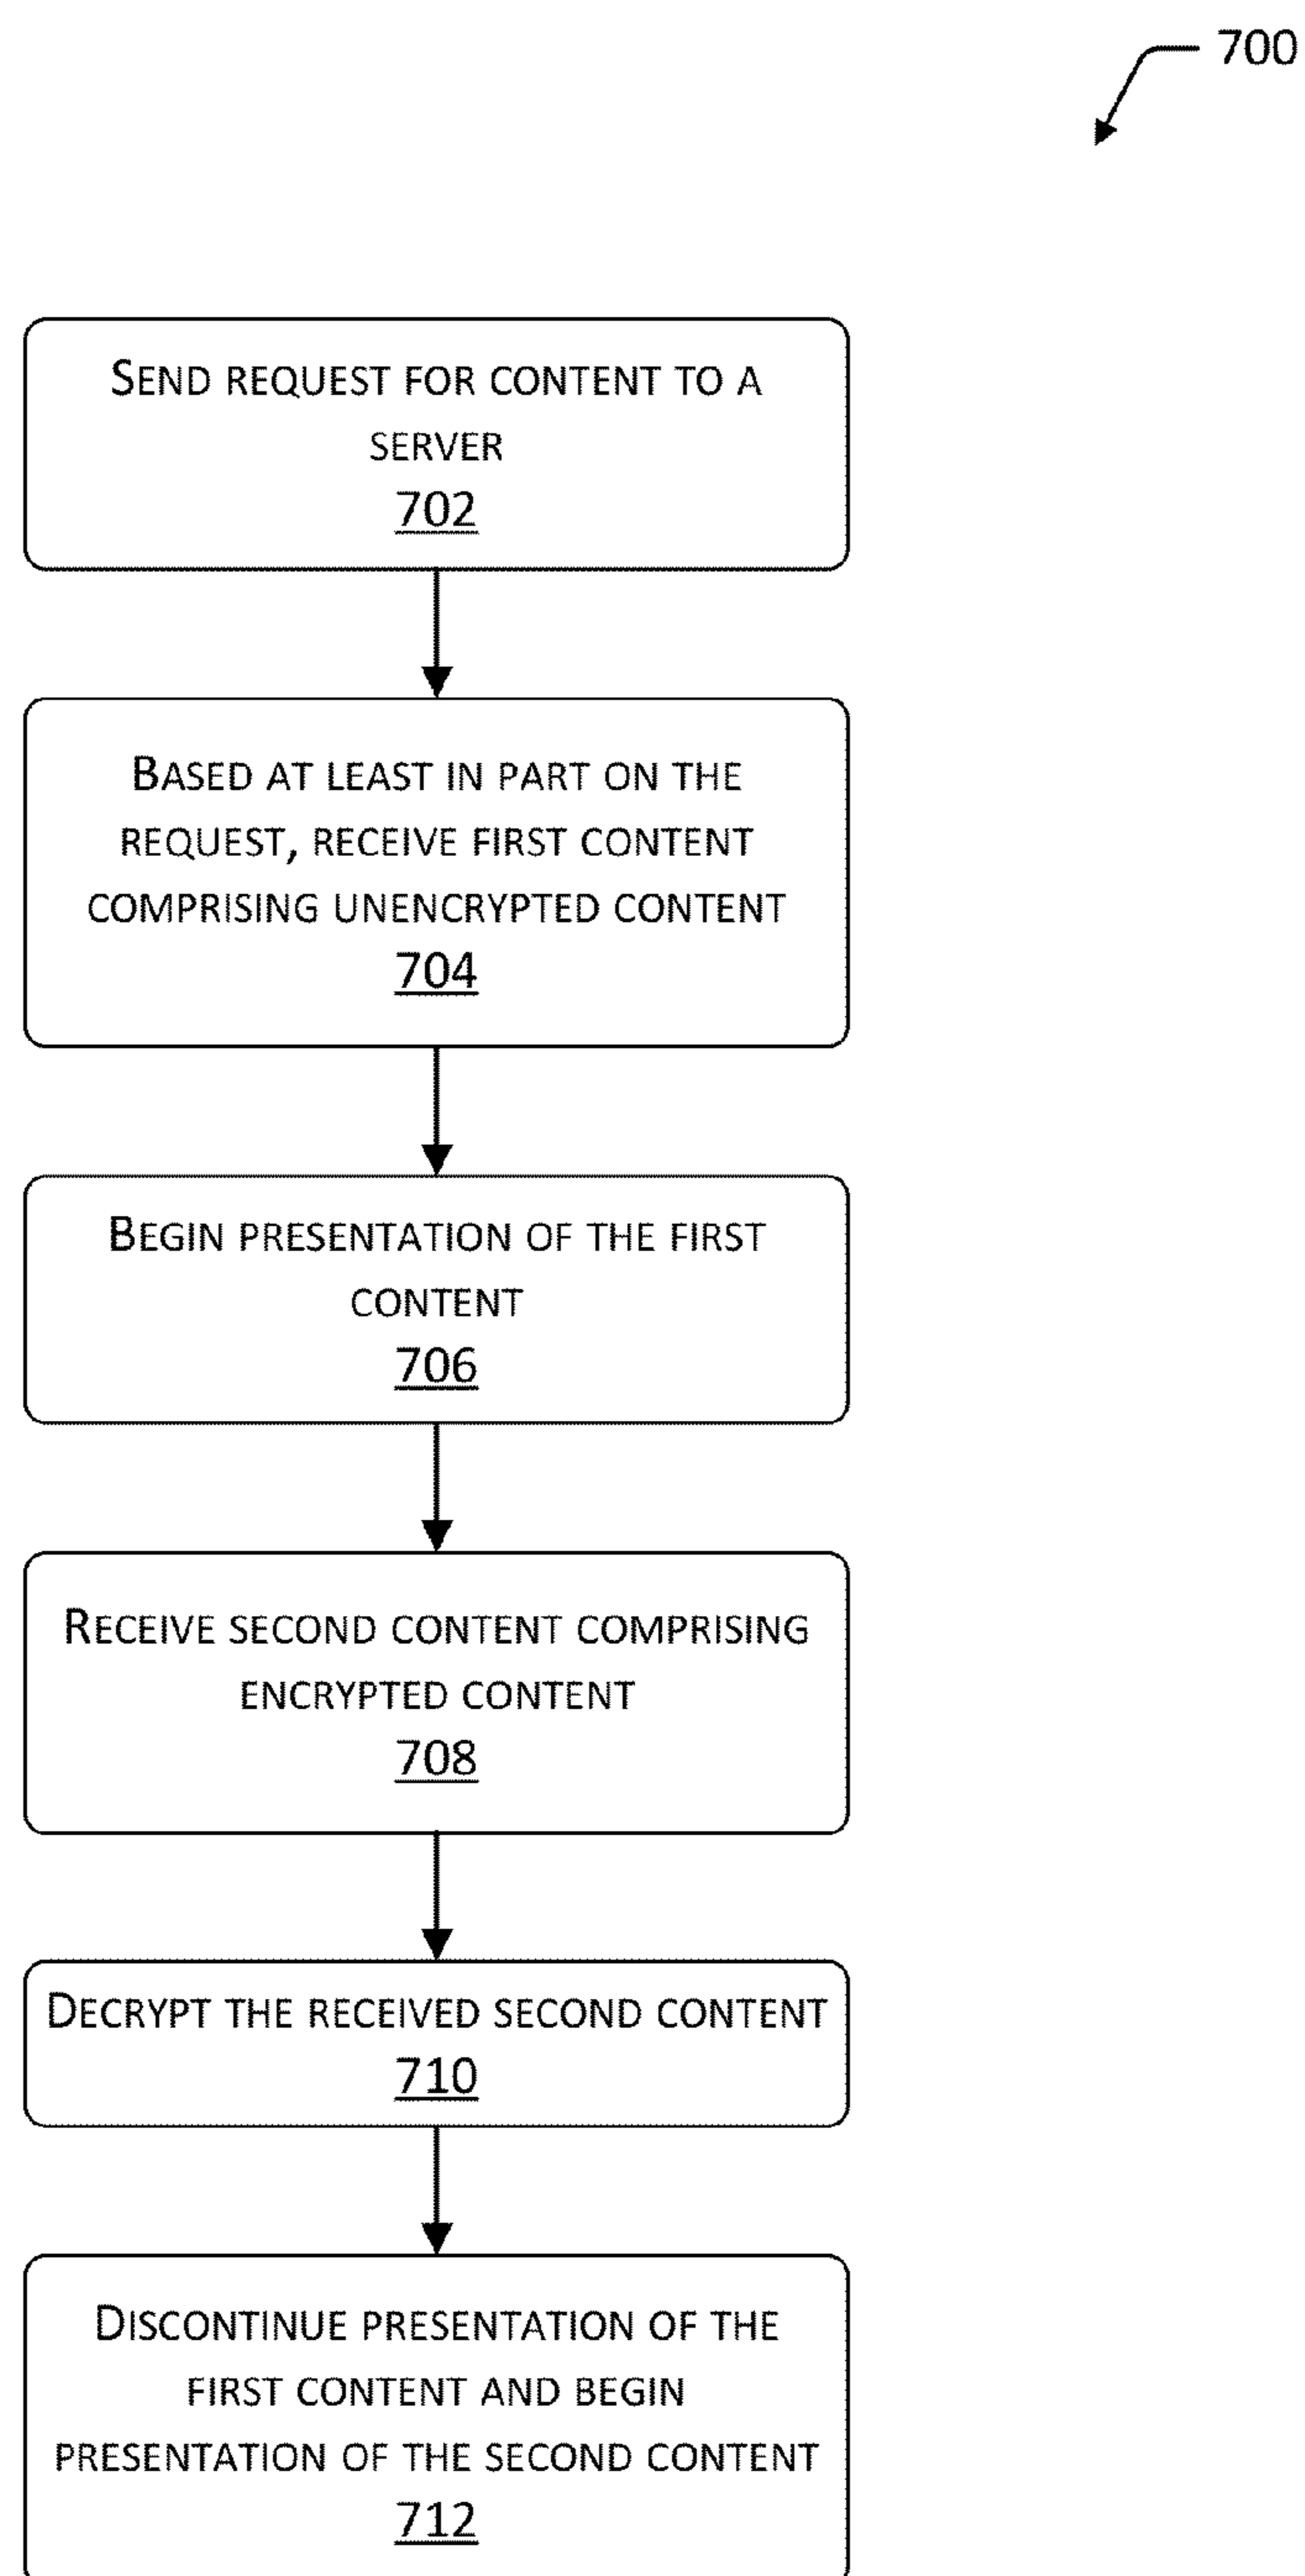 700
SEND REQUEST FOR CONTENT TO A
SERVER
702
BASED AT LEAST IN PART ON THE
REQUEST, RECEIVE FIRST CONTENT
COMPRISING UNENCRYPTED CONTENT
704
BEGIN PRESENTATION OF THE FIRST
CONTENT
706
RECEIVE SECOND CONTENT COMPRISING
ENCRYPTED CONTENT
708
DECRYPT THE RECEIVED SECOND CONTENT
710
DISCONTINUE PRESENTATION OF THE
FIRST CONTENT AND BEGIN
PRESENTATION OF THE SECOND CONTENT
712